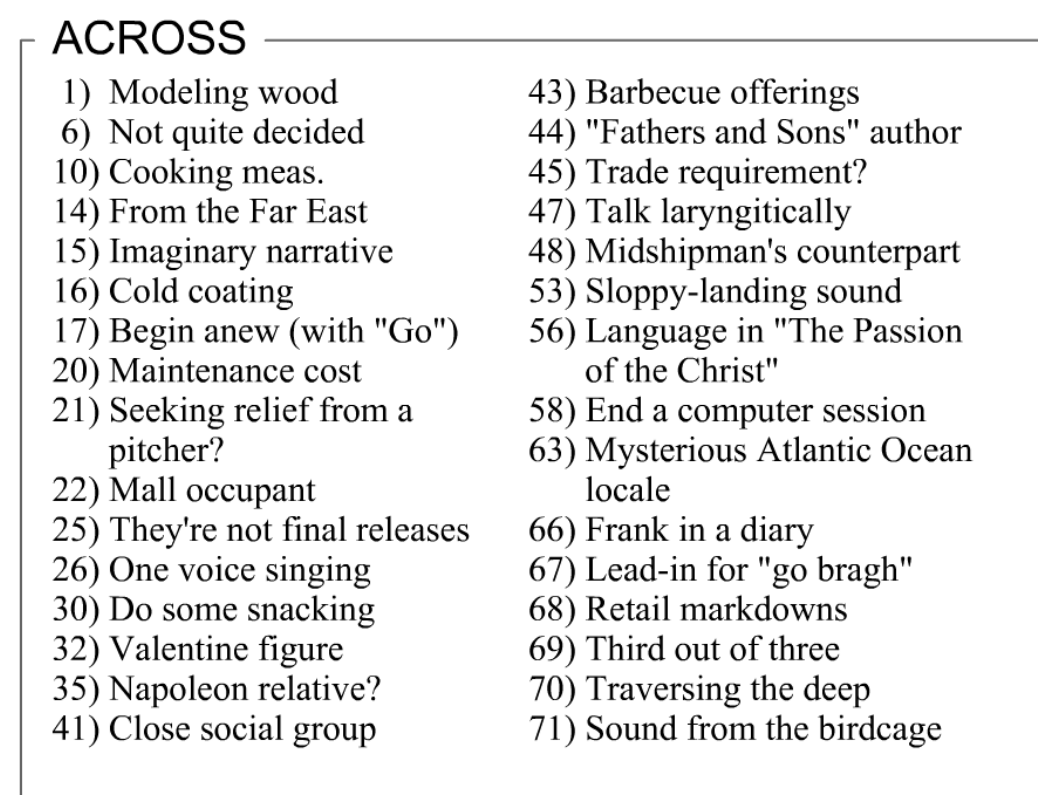 ACROSS
1) Modeling wood
6) Not quite decided
10) Cooking meas.
14) From the Far East
15) Imaginary narrative
16) Cold coating
17) Begin anew (with "Go")
20) Maintenance cost
21) Seeking relief from a
pitcher?
22) Mall occupant
25) They're not final releases
26) One voice singing
30) Do some snacking
32) Valentine figure
35) Napoleon relative?
41) Close social group
43) Barbecue offerings
44) "Fathers and Sons" author
45) Trade requirement?
47) Talk laryngitically
48) Midshipman's counterpart
53) Sloppy-landing sound
56) Language in "The Passion
of the Christ"
58) End a computer session
63) Mysterious Atlantic Ocean
locale
66) Frank in a diary
67) Lead-in for "go bragh"
68) Retail markdowns
69) Third out of three
70) Traversing the deep
71) Sound from the birdcage